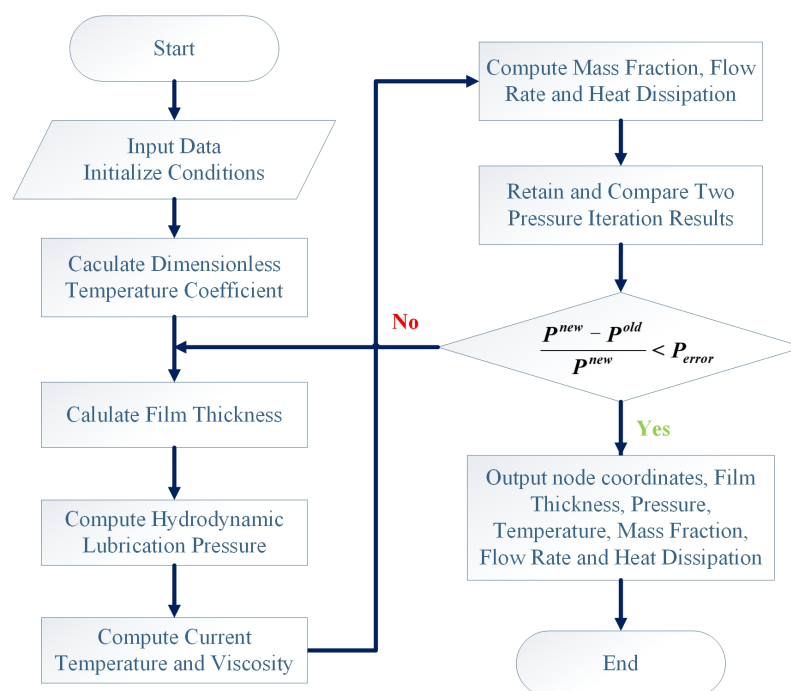 Start
Input Data
Initialize Conditions
Caculate Dimensionless
Temperature Coefficient
Calulate Film Thickness
Compute Hydrodynamic
Lubrication Pressure
Compute Current
Temperature and Viscosity
Compute Mass Fraction, Flow
Rate and Heat Dissipation
Retain and Compare Two
Pressure Iteration Results
No
P^new − P^old
P^new
< P_error
Yes
Output node coordinates, Film
Thickness, Pressure,
Temperature, Mass Fraction,
Flow Rate and Heat Dissipation
End